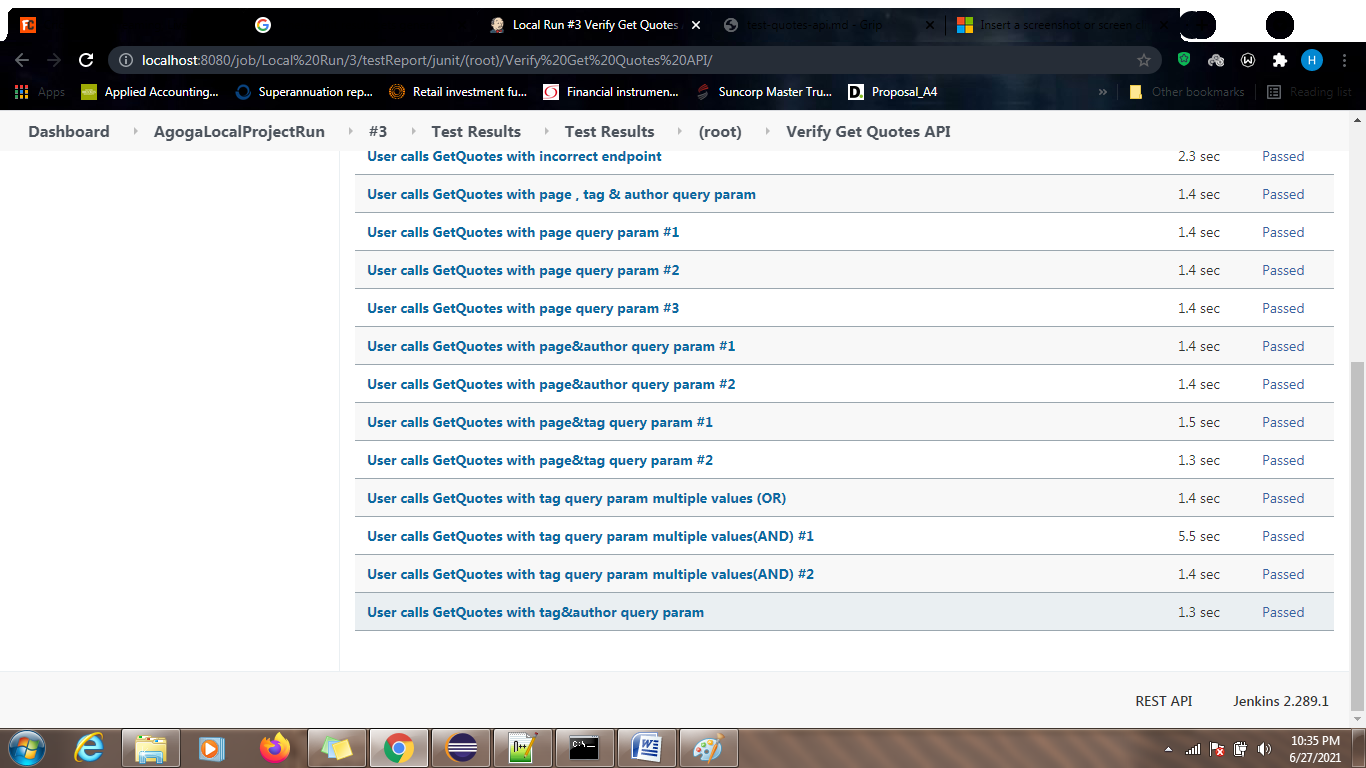 FC
G
Local Run #3 Verify Get Quotes
test-quotes-api.md - Grip
Insert a screenshot or screen c
localhost:8080/job/Local%20Run/3/testReport/junit/(root)/Verify%20Get%20Quotes%20API/
H
Apps Applied Accounting... Superannuation rep... Retail investment fu... Financial instrumen... Suncorp Master Tru... D. Proposal_A4 » Other bookmarks Reading list
Dashboard AgogaLocalProjectRun #3 Test Results Test Results (root) Verify Get Quotes API
User calls GetQuotes with incorrect endpoint 2.3 sec Passed
User calls GetQuotes with page , tag & author query param 1.4 sec Passed
User calls GetQuotes with page query param #1 1.4 sec Passed
User calls GetQuotes with page query param #2 1.4 sec Passed
User calls GetQuotes with page query param #3 1.4 sec Passed
User calls GetQuotes with page&author query param #1 1.4 sec Passed
User calls GetQuotes with page&author query param #2 1.4 sec Passed
User calls GetQuotes with page&tag query param #1 1.5 sec Passed
User calls GetQuotes with page&tag query param #2 1.3 sec Passed
User calls GetQuotes with tag query param multiple values (OR) 1.4 sec Passed
User calls GetQuotes with tag query param multiple values(AND) #1 5.5 sec Passed
User calls GetQuotes with tag query param multiple values(AND) #2 1.4 sec Passed
User calls GetQuotes with tag&author query param 1.3 sec Passed
REST API Jenkins 2.289.1
10:35 PM
6/27/2021